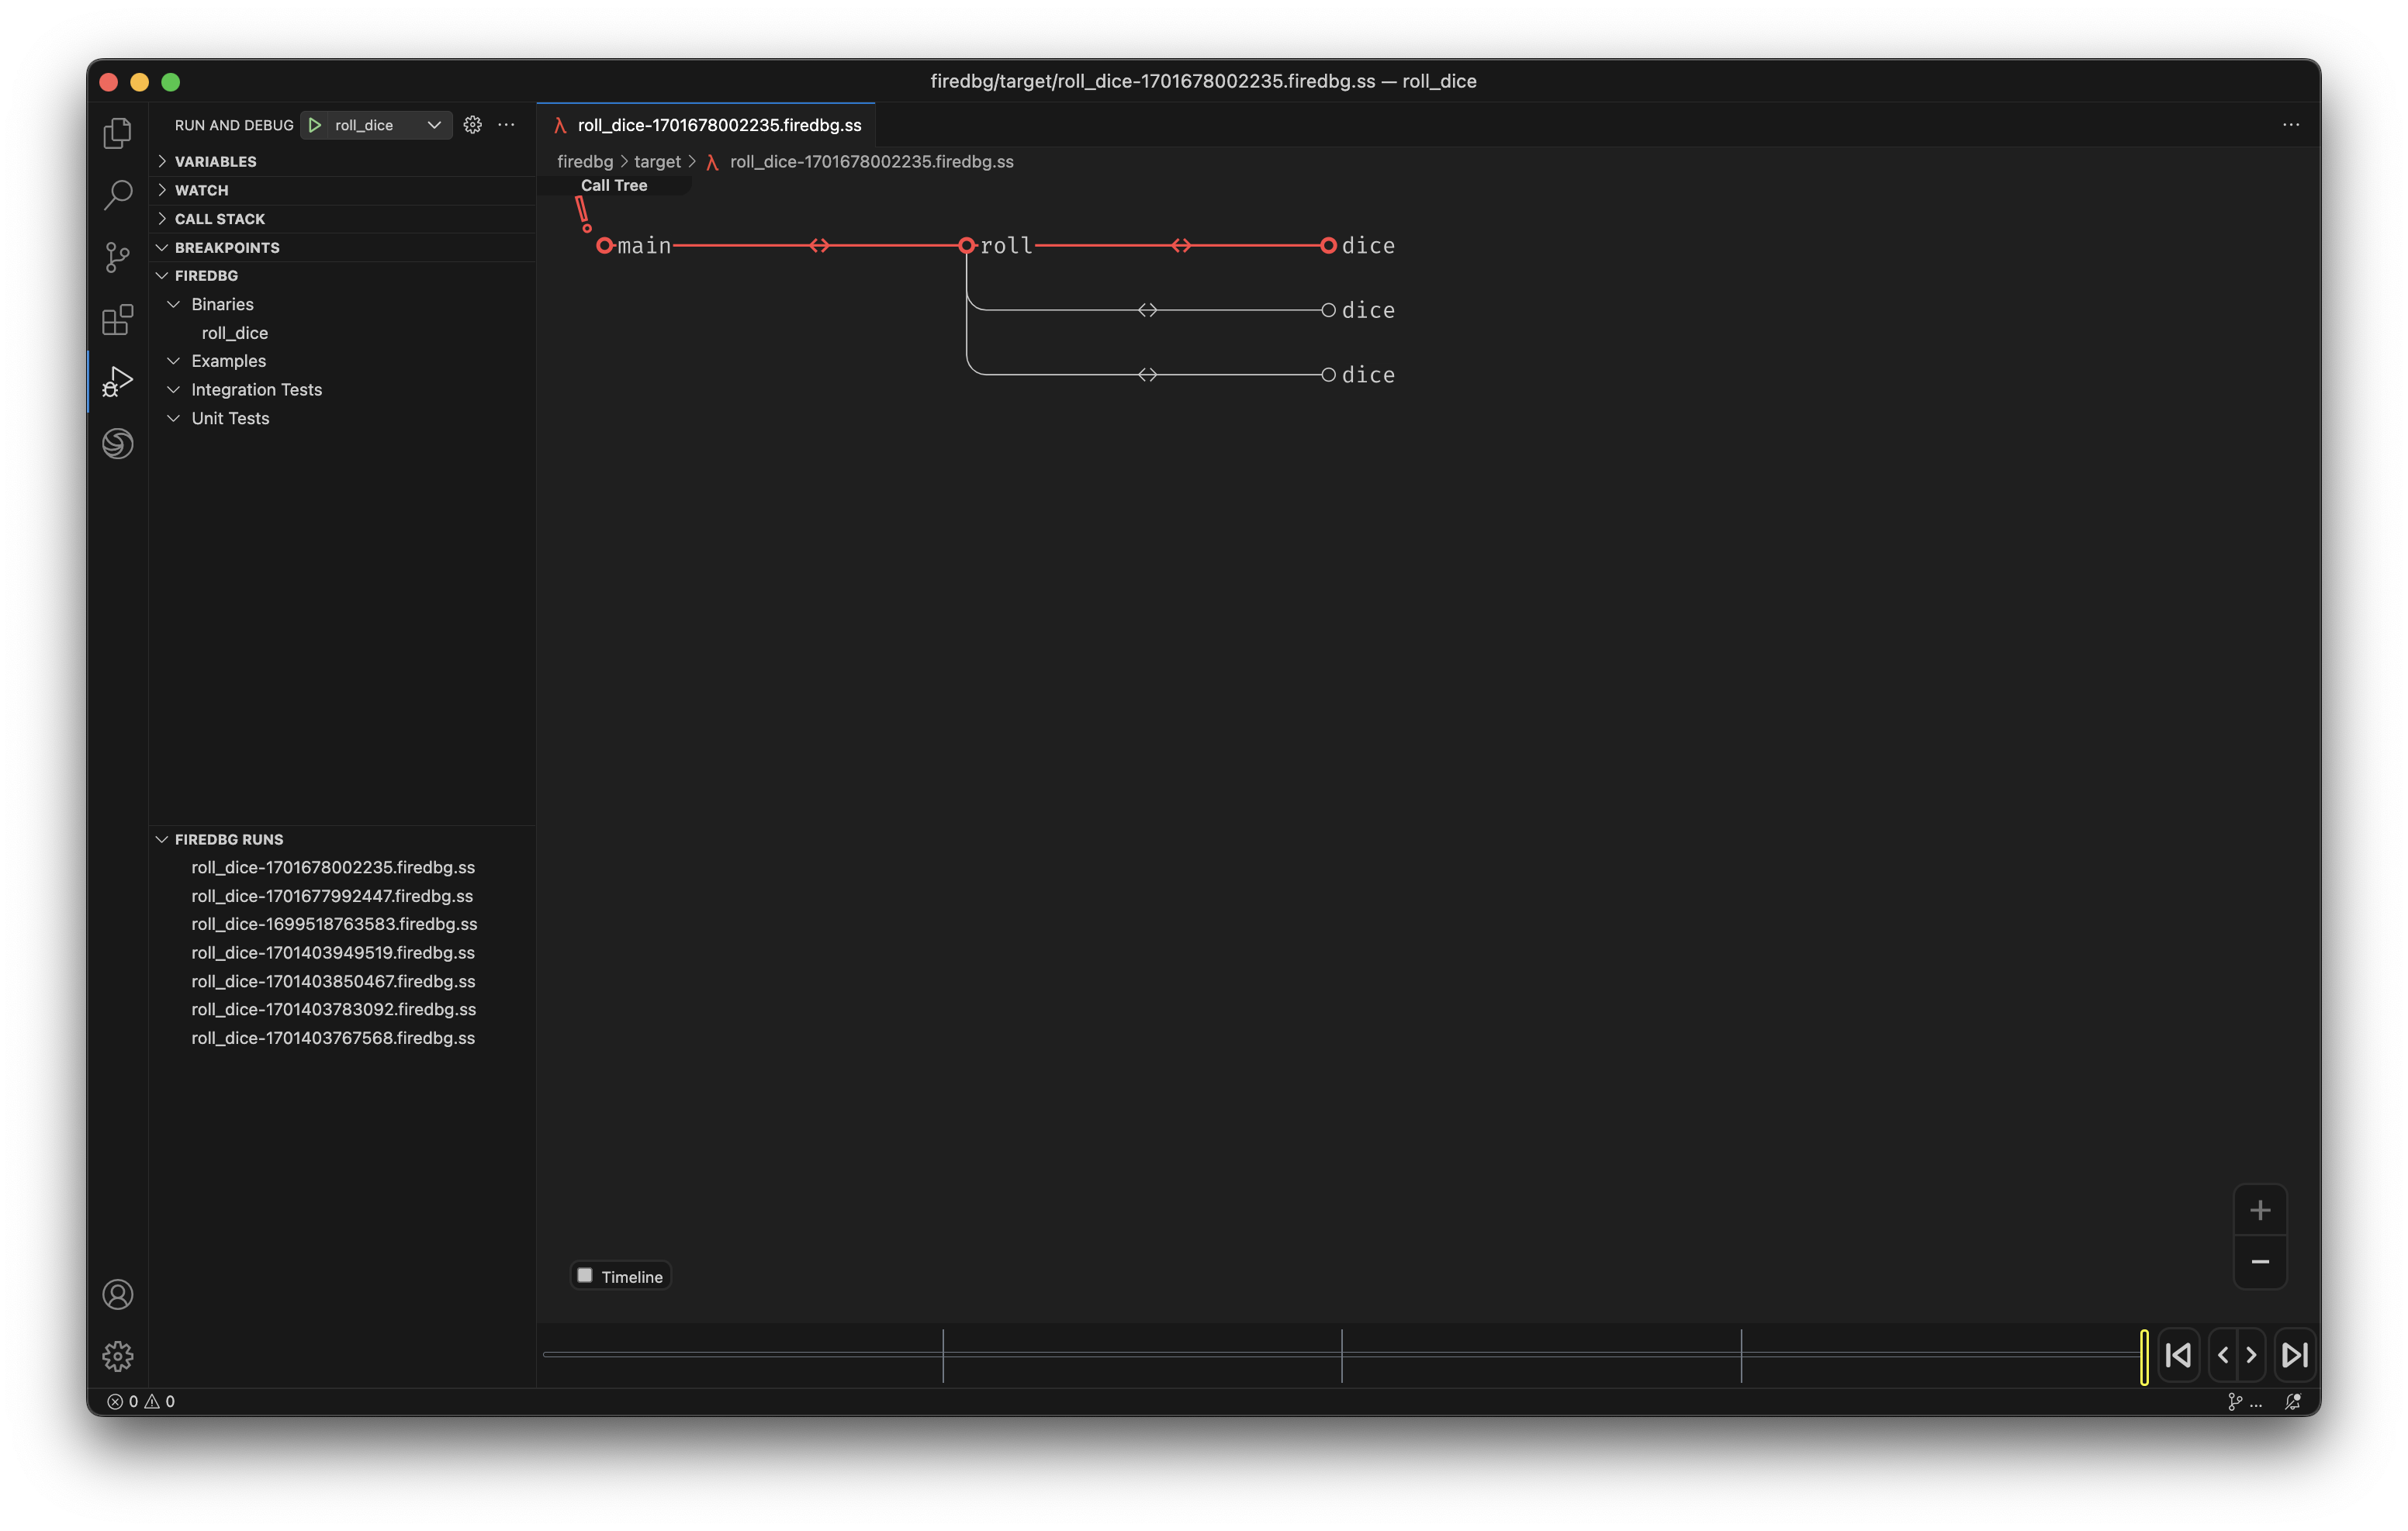 firedbg/target/roll_dice-1701678002235.firedbg.ss — roll_dice
RUN AND DEBUG
roll_dice
VARIABLES
WATCH
CALL STACK
BREAKPOINTS
FIREDBG
Binaries
roll_dice
Examples
Integration Tests
Unit Tests
FIREDBG RUNS
roll_dice-1701678002235.firedbg.ss
roll_dice-1701677992447.firedbg.ss
roll_dice-1699518763583.firedbg.ss
roll_dice-1701403949519.firedbg.ss
roll_dice-1701403850467.firedbg.ss
roll_dice-1701403783092.firedbg.ss
roll_dice-1701403767568.firedbg.ss
λ roll_dice-1701678002235.firedbg.ss
firedbg > target > λ roll_dice-1701678002235.firedbg.ss
Call Tree
main roll dice
dice
dice
Timeline
0 0